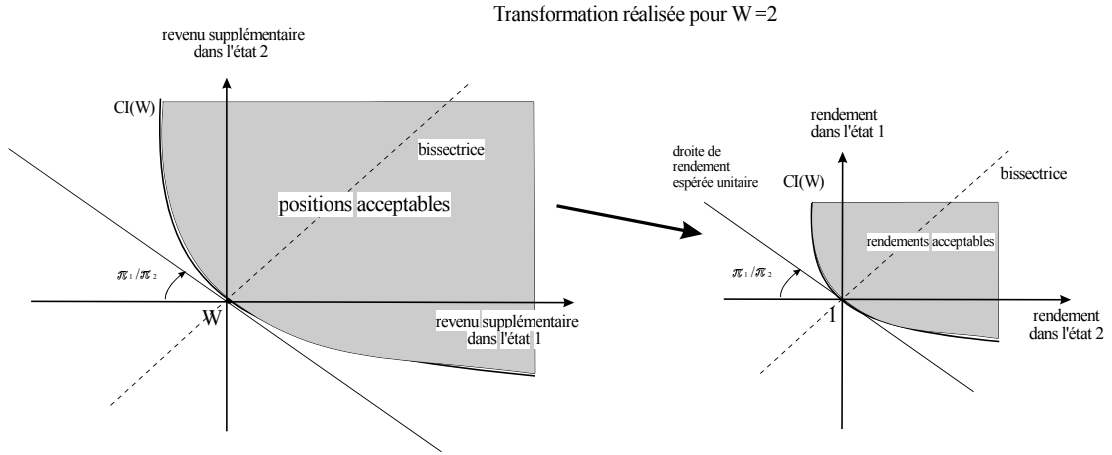 Transformation réalisée pour W=2
revenu supplémentaire
dans l'état 2
CI(W)
bissectrice
positions acceptables
π₁/π₂
W
revenu supplémentaire
dans l'état 1
rendement
dans l'état 1
droite de
rendement
espérée unitaire
CI(W)
bissectrice
rendements acceptables
π₁/π₂
1
rendement
dans l'état 2